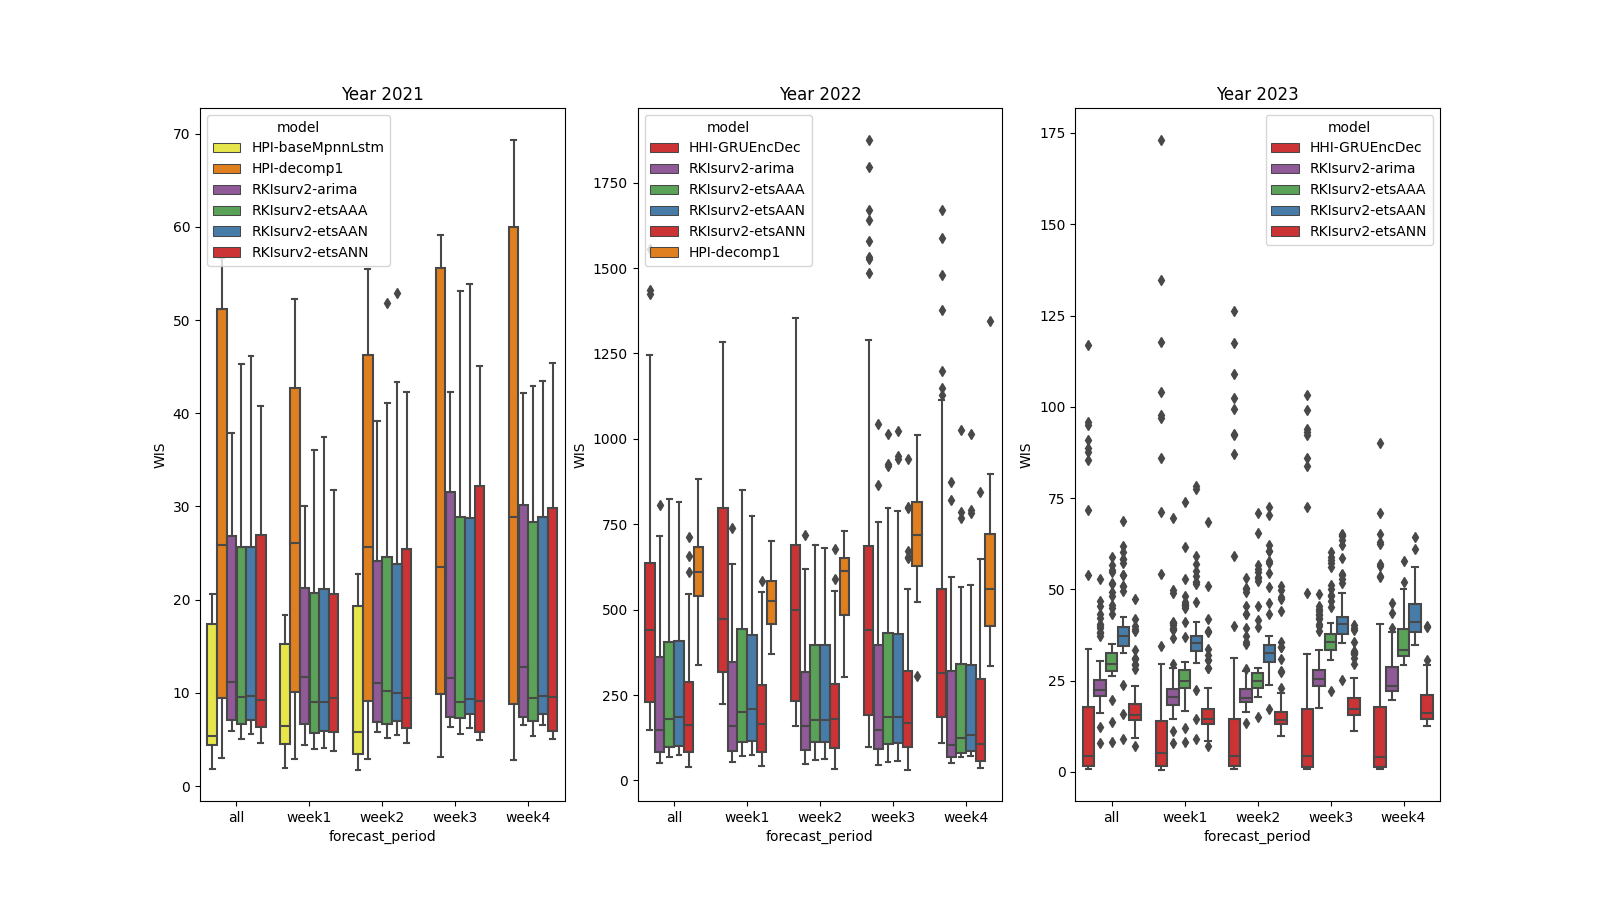 Year 2021
70
60
50
40
30
20
10
0
WIS
model
HPI-baseMpnnLstm
HPI-decomp1
RKIsurv2-arima
RKIsurv2-etsAAA
RKIsurv2-etsAAN
RKIsurv2-etsANN
all week1 week2 week3 week4
forecast_period
Year 2022
1750
1500
1250
1000
750
500
250
0
WIS
model
HHI-GRUEncDec
RKIsurv2-arima
RKIsurv2-etsAAA
RKIsurv2-etsAAN
RKIsurv2-etsANN
HPI-decomp1
all week1 week2 week3 week4
forecast_period
Year 2023
175
150
125
100
75
50
25
0
WIS
model
HHI-GRUEncDec
RKIsurv2-arima
RKIsurv2-etsAAA
RKIsurv2-etsAAN
RKIsurv2-etsANN
all week1 week2 week3 week4
forecast_period